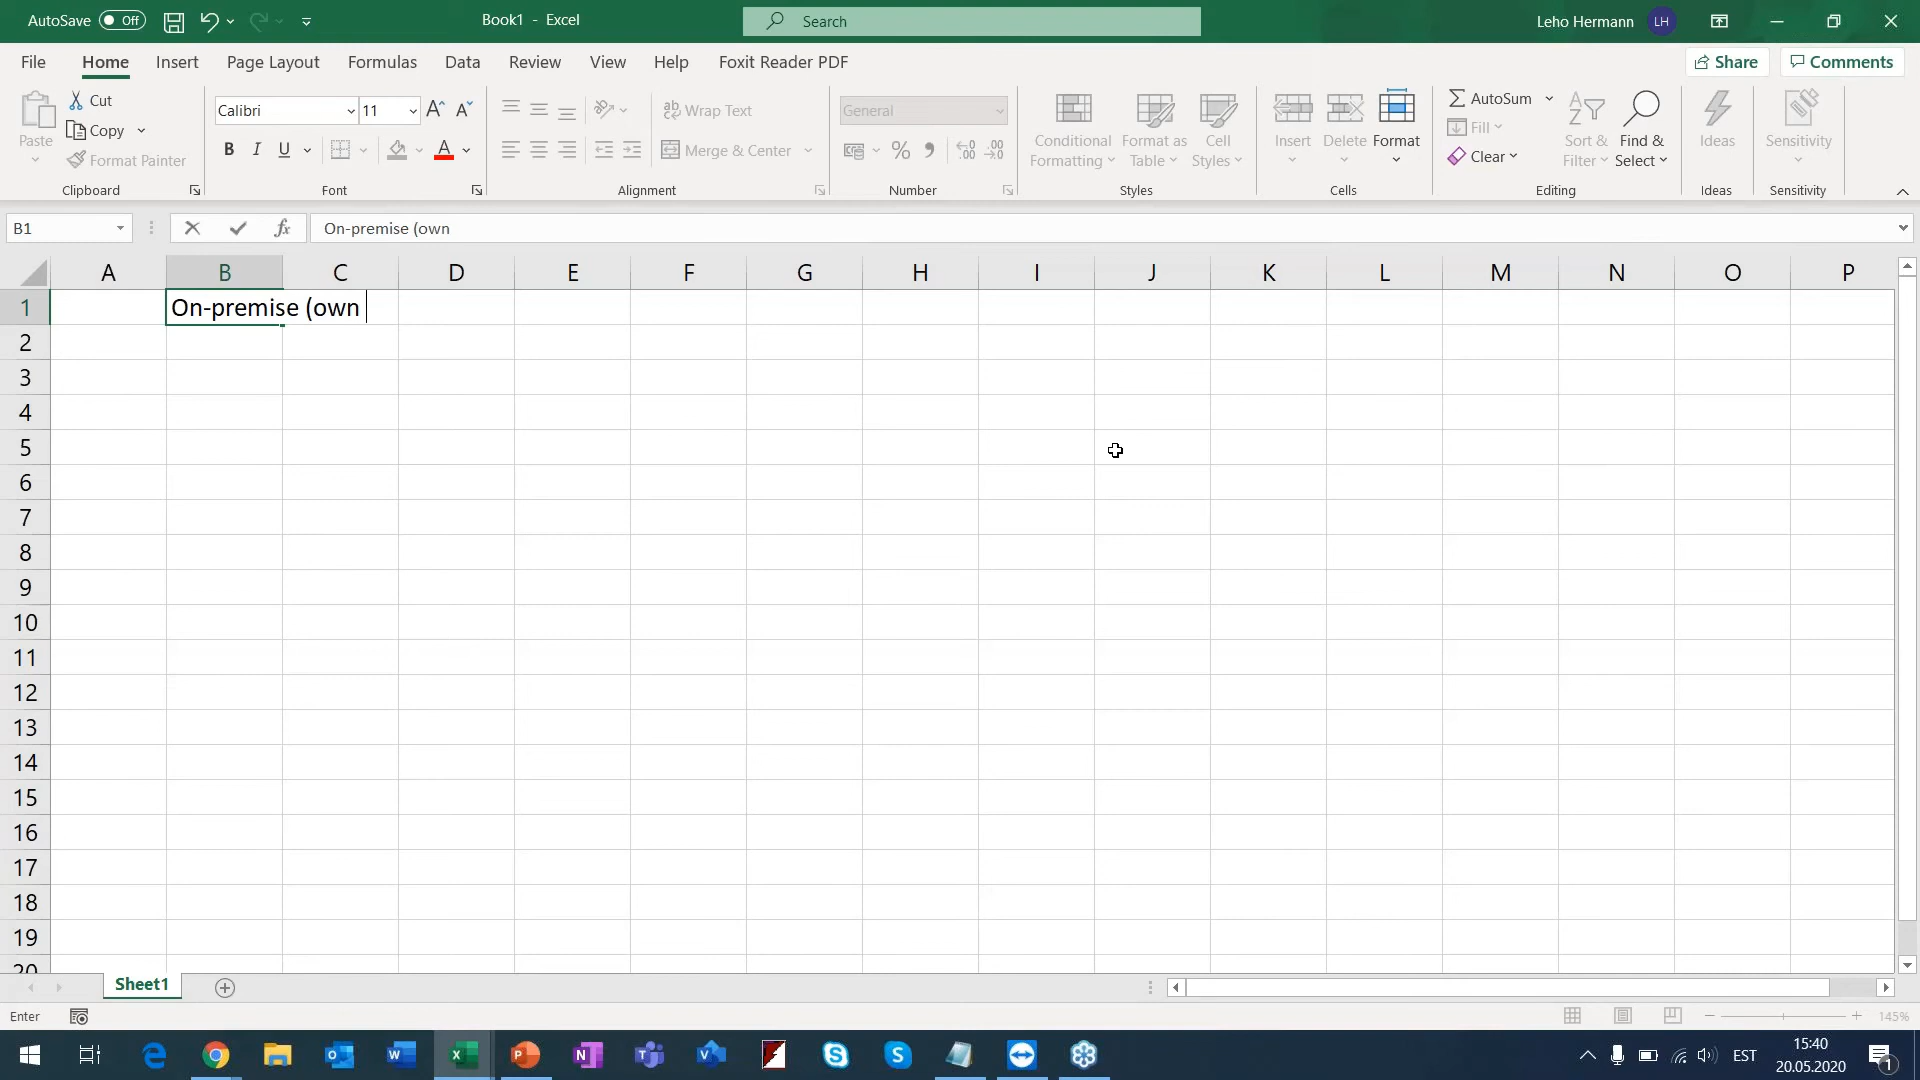 AutoSave Off Book1 - Excel Search Leho Hermann LH
File Home Insert Page Layout Formulas Data Review View Help Foxit Reader PDF Share Comments
Paste Cut Copy Format Painter Clipboard
Calibri 11 B I U A Font
Wrap Text Merge & Center Alignment
General % Number
Conditional Formatting Format as Table Cell Styles Styles
Insert Delete Format Cells
AutoSum Fill Clear Sort & Filter Find & Select Editing
Ideas Ideas
Sensitivity Sensitivity
B1 fx On-premise (own
A B C D E F G H I J K L M N O P
1 On-premise (own
2
3
4
5
6
7
8
9
10
11
12
13
14
15
16
17
18
19
20
Sheet1
Enter 145%
EST 15:40
20.05.2020
1